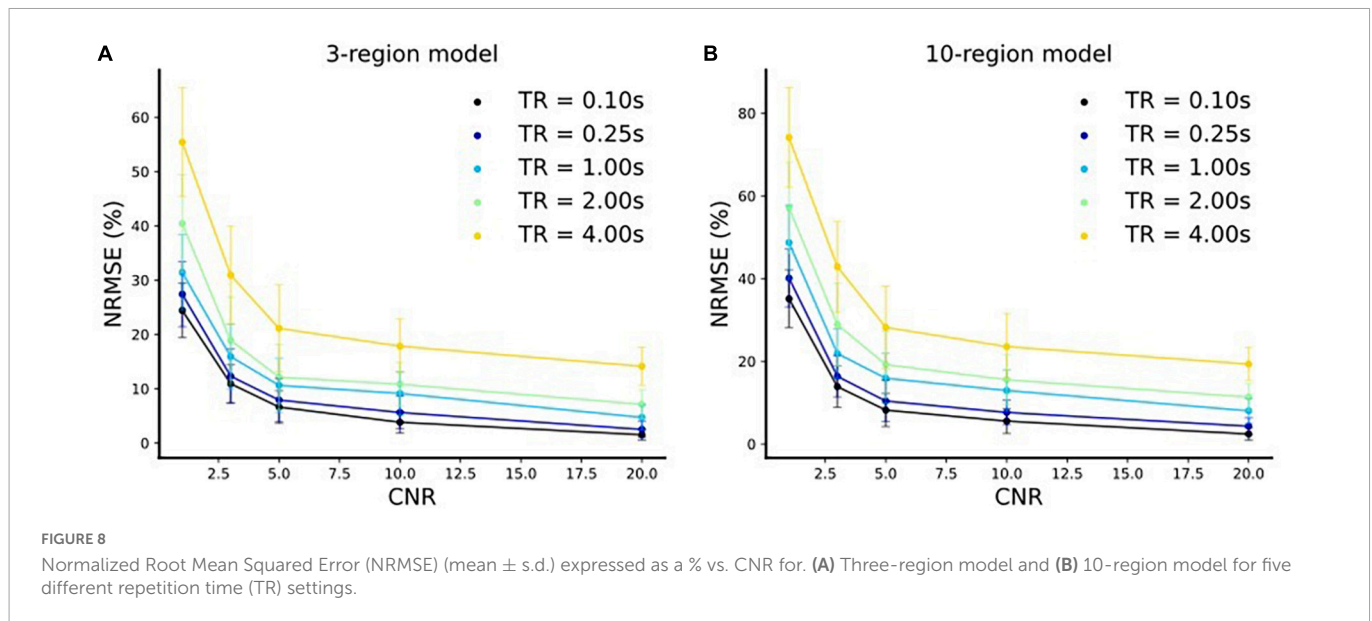 A
3-region model
TR = 0.10s
TR = 0.25s
TR = 1.00s
TR = 2.00s
TR = 4.00s
NRMSE (%)
60
50
40
30
20
10
0
2.5 5.0 7.5 10.0 12.5 15.0 17.5 20.0
CNR
B
10-region model
TR = 0.10s
TR = 0.25s
TR = 1.00s
TR = 2.00s
TR = 4.00s
NRMSE (%)
80
60
40
20
0
2.5 5.0 7.5 10.0 12.5 15.0 17.5 20.0
CNR
FIGURE 8
Normalized Root Mean Squared Error (NRMSE) (mean ± s.d.) expressed as a % vs. CNR for. (A) Three-region model and (B) 10-region model for five
different repetition time (TR) settings.